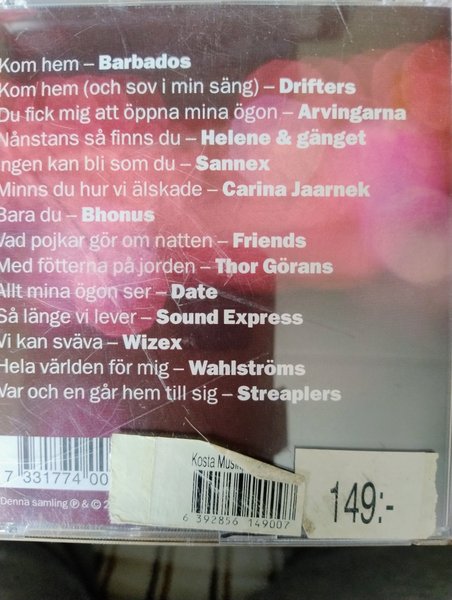 Kom hem – Barbados
Kom hem (och sov i min säng) – Drifters
Du fick mig att öppna mina ögon – Arvingarna
Nånstans så finns du – Helene & gänget
Ingen kan bli som du – Sannex
Minns du hur vi älskade – Carina Jaarnek
Bara du – Bhonus
Vad pojkar gör om natten – Friends
Med fötterna på jorden – Thor Görans
Allt mina ögon ser – Date
Så länge vi lever – Sound Express
Vi kan sväva – Wizex
Hela världen för mig – Wahlströms
Var och en går hem till sig – Streaplers
7 331774 00
Kosta
6 392856 149007
149:-
Denna samling ℗ & © 2